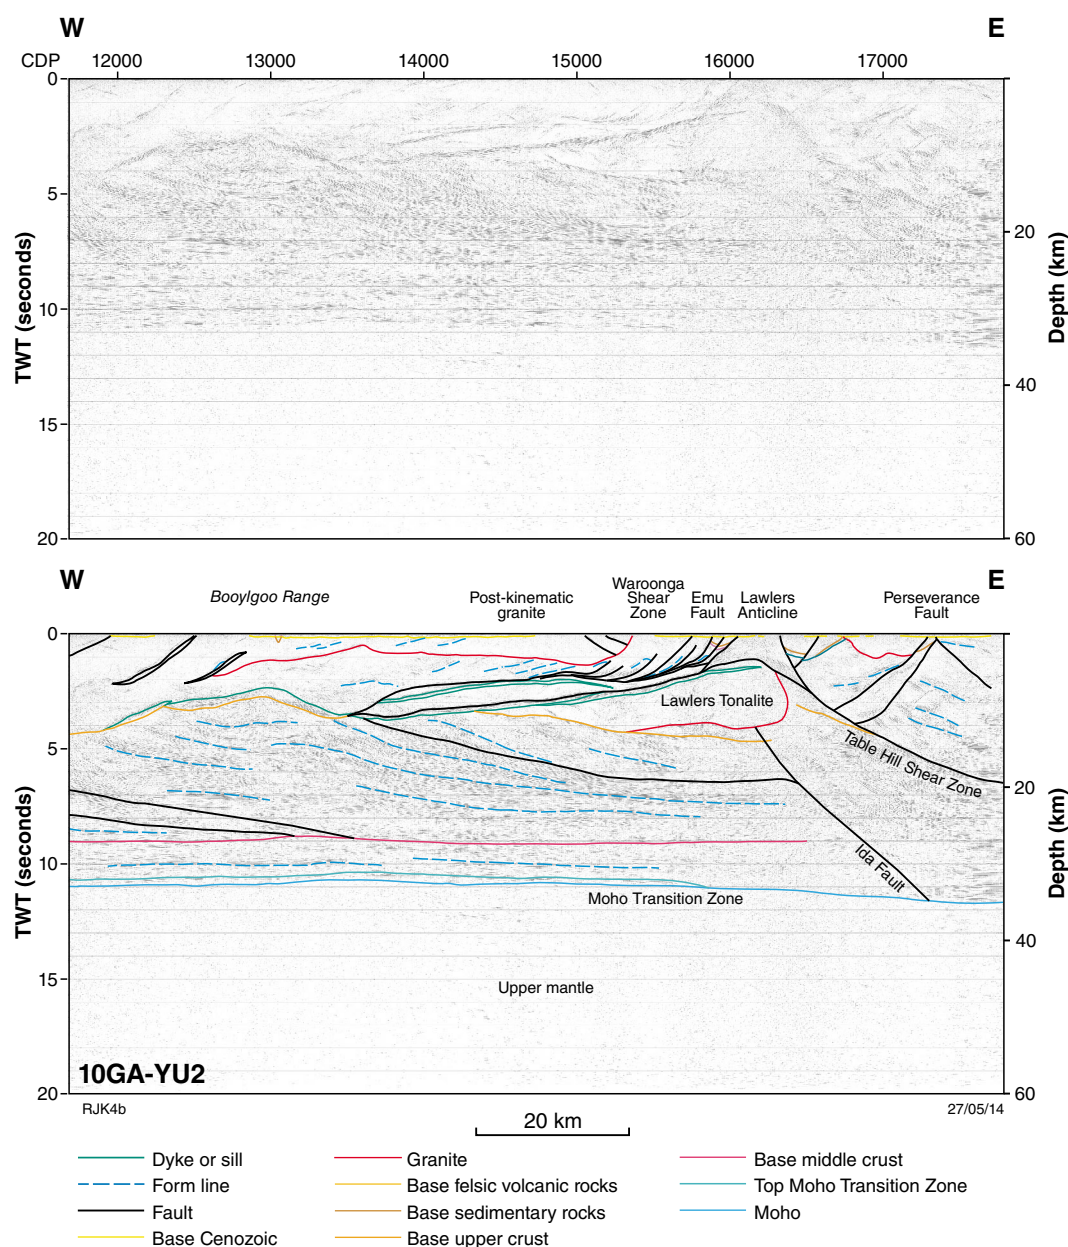 W
E
CDP 12000 13000 14000 15000 16000 17000
0
5
10
15
20
TWT (seconds)
20
40
60
Depth (km)
W
E
Booylgoo Range
Post-kinematic
granite
Waroonga
Shear
Zone
Emu
Fault
Lawlers
Anticline
Perseverance
Fault
0
5
10
15
20
TWT (seconds)
20
40
60
Depth (km)
Lawlers Tonalite
Table Hill Shear Zone
Ida Fault
Moho Transition Zone
Upper mantle
10GA-YU2
RJK4b
27/05/14
20 km
Dyke or sill
Form line
Fault
Base Cenozoic
Granite
Base felsic volcanic rocks
Base sedimentary rocks
Base upper crust
Base middle crust
Top Moho Transition Zone
Moho